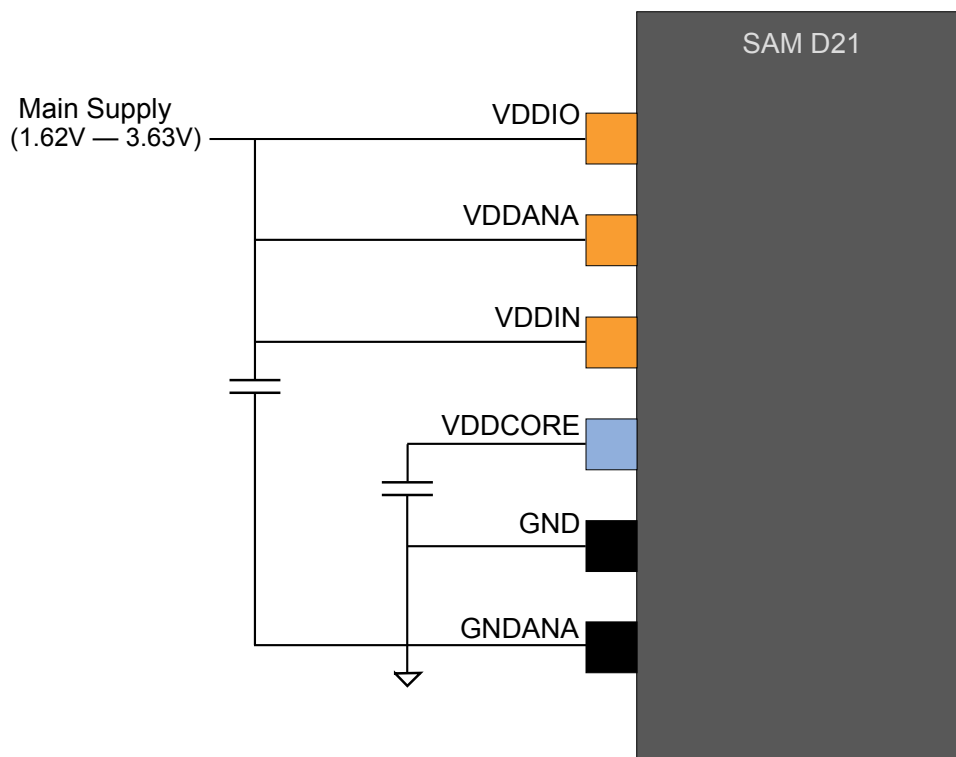 SAM D21
VDDIO
Main Supply
(1.62V — 3.63V)
VDDANA
VDDIN
VDDCORE
GND
GNDANA